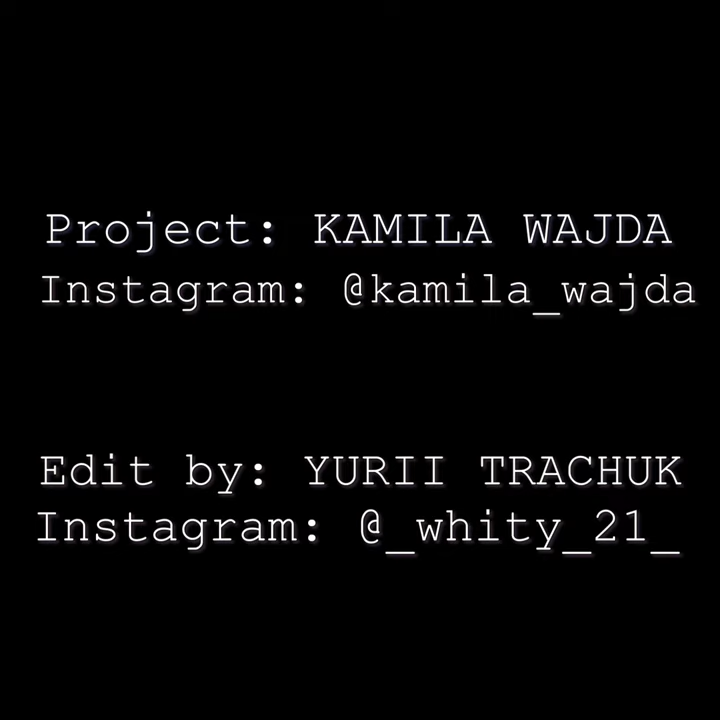 Project: KAMILA WAJDA
Instagram: @kamila_wajda
Edit by: YURII TRACHUK
Instagram: @_whity_21_